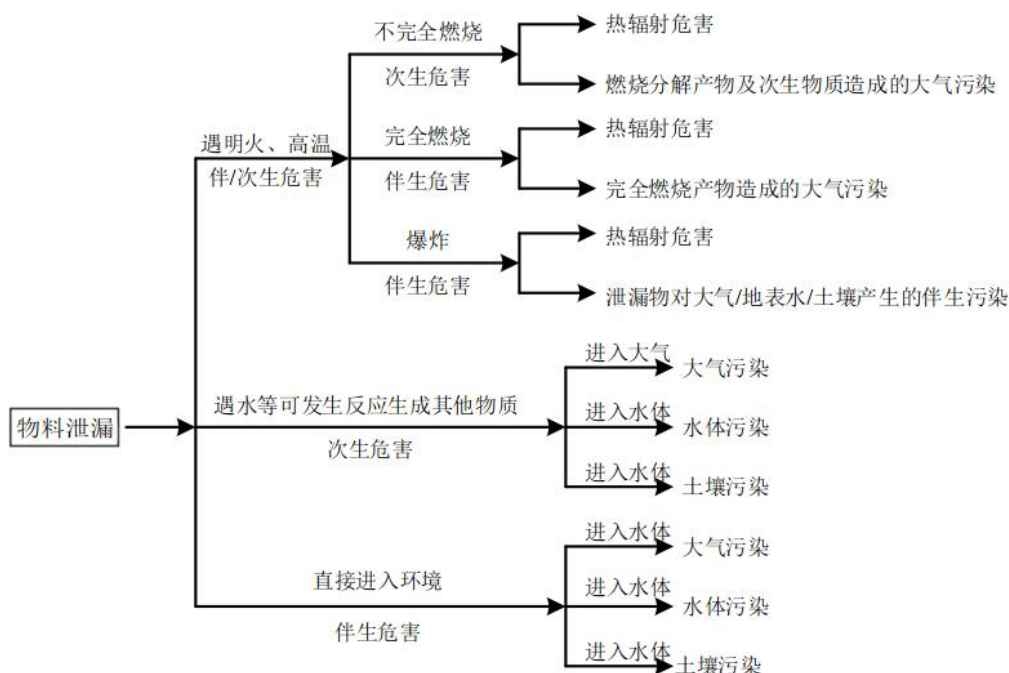 不完全燃烧
次生危害
热辐射危害
燃烧分解产物及次生物质造成的大气污染
遇明火、高温
伴/次生危害
完全燃烧
伴生危害
热辐射危害
完全燃烧产物造成的大气污染
爆炸
伴生危害
热辐射危害
泄漏物对大气/地表水/土壤产生的伴生污染
物料泄漏
遇水等可发生反应生成其他物质
次生危害
进入大气
大气污染
进入水体
水体污染
进入水体
土壤污染
直接进入环境
伴生危害
进入水体
大气污染
进入水体
水体污染
进入水体
土壤污染